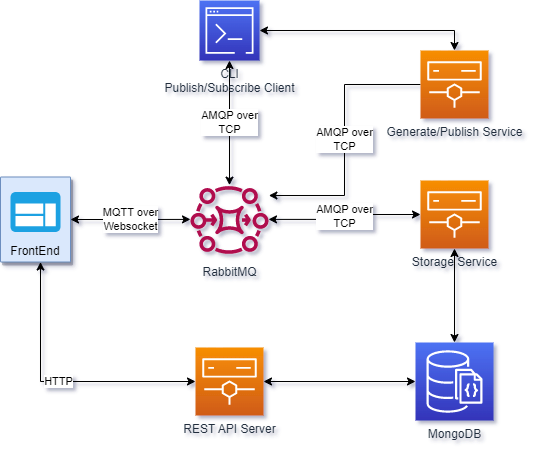 CLI
Publish/Subscribe Client
AMQP over
TCP
Generate/Publish Service
AMQP over
TCP
MQTT over
Websocket
AMQP over
TCP
FrontEnd
RabbitMQ
Storage Service
HTTP
REST API Server
MongoDB